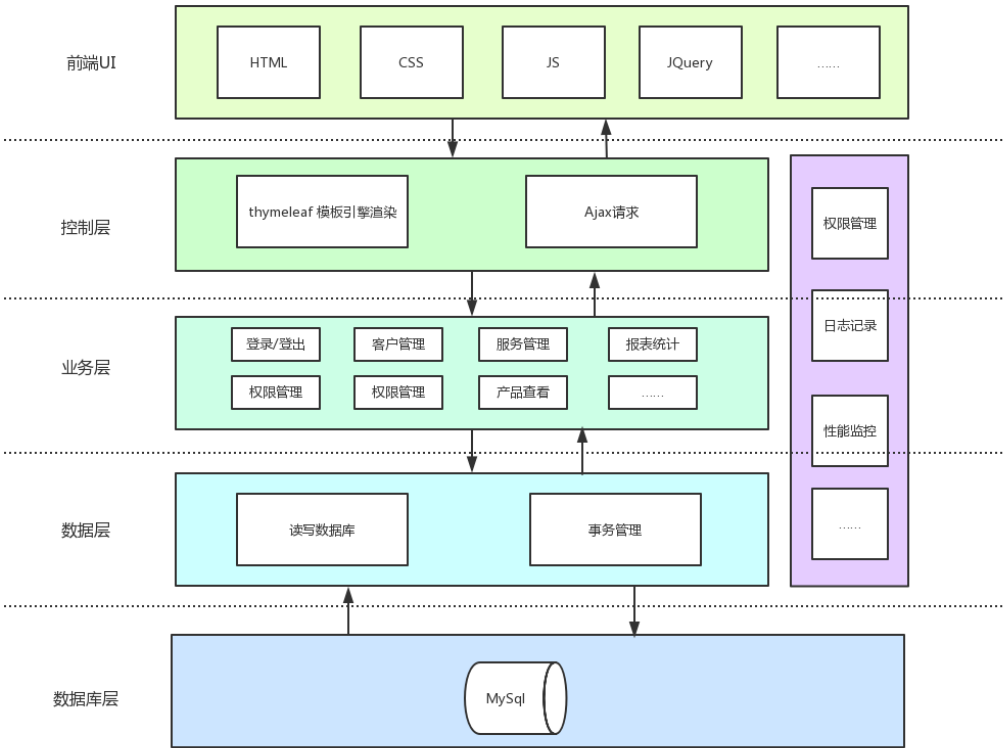 前端UI
HTML
CSS
JS
JQuery
......
控制层
thymeleaf 模板引擎渲染
Ajax请求
权限管理
日志记录
性能监控
......
业务层
登录/登出
客户管理
服务管理
报表统计
权限管理
权限管理
产品查看
......
数据层
读写数据库
事务管理
数据库层
MySql